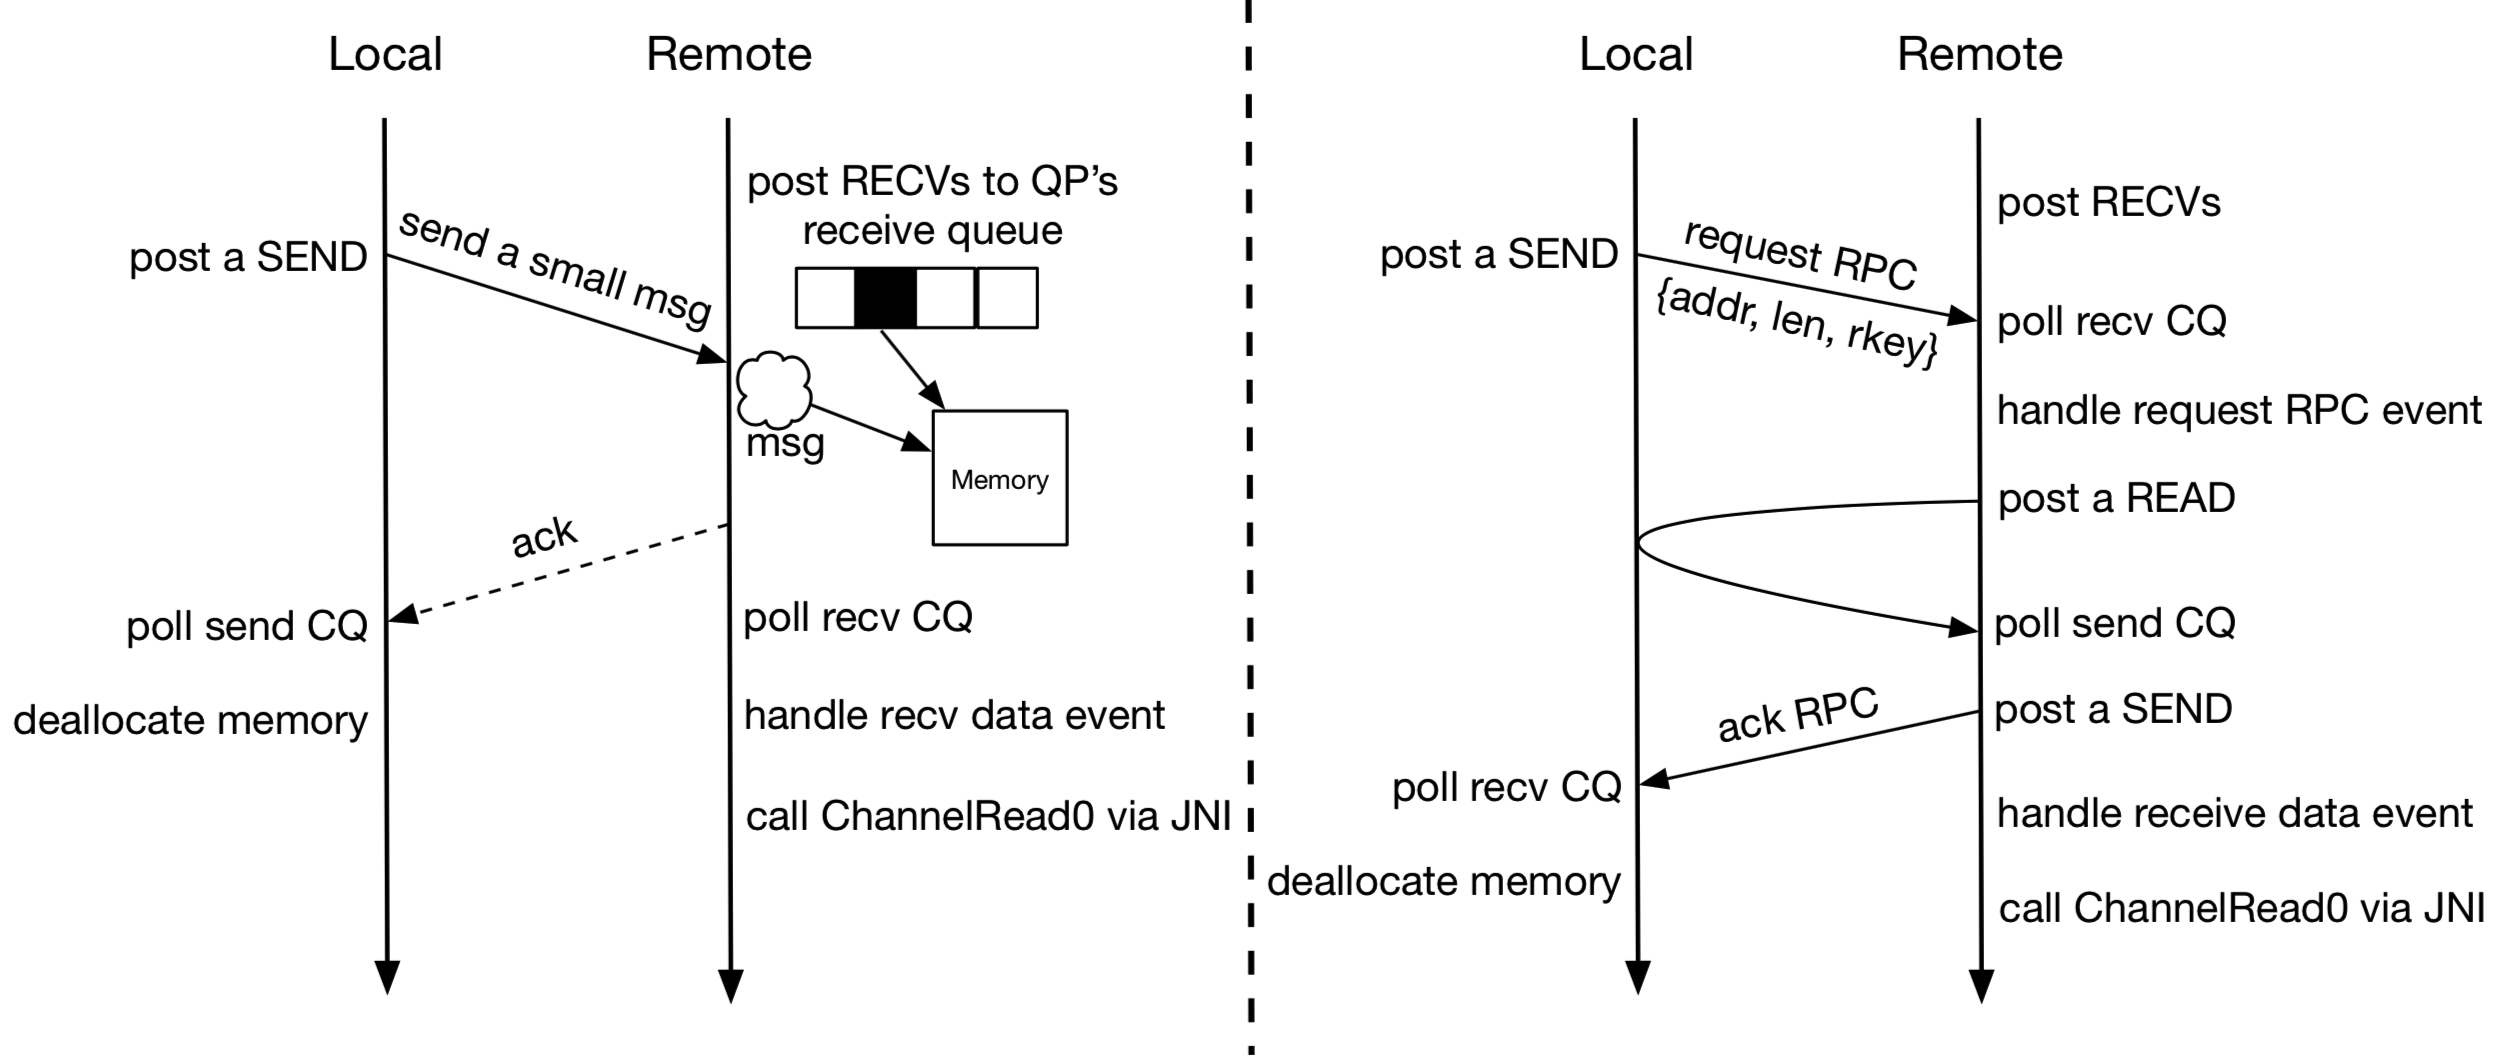 Local
Remote
post RECVs to QP's
receive queue
post a SEND
send a small msg
msg
Memory
ack
poll send CQ
poll recv CQ
deallocate memory
handle recv data event
call ChannelRead0 via JNI
Local
Remote
post RECVs
post a SEND
request RPC
{addr, len, rkey}
poll recv CQ
handle request RPC event
post a READ
poll send CQ
post a SEND
ack RPC
poll recv CQ
handle receive data event
deallocate memory
call ChannelRead0 via JNI